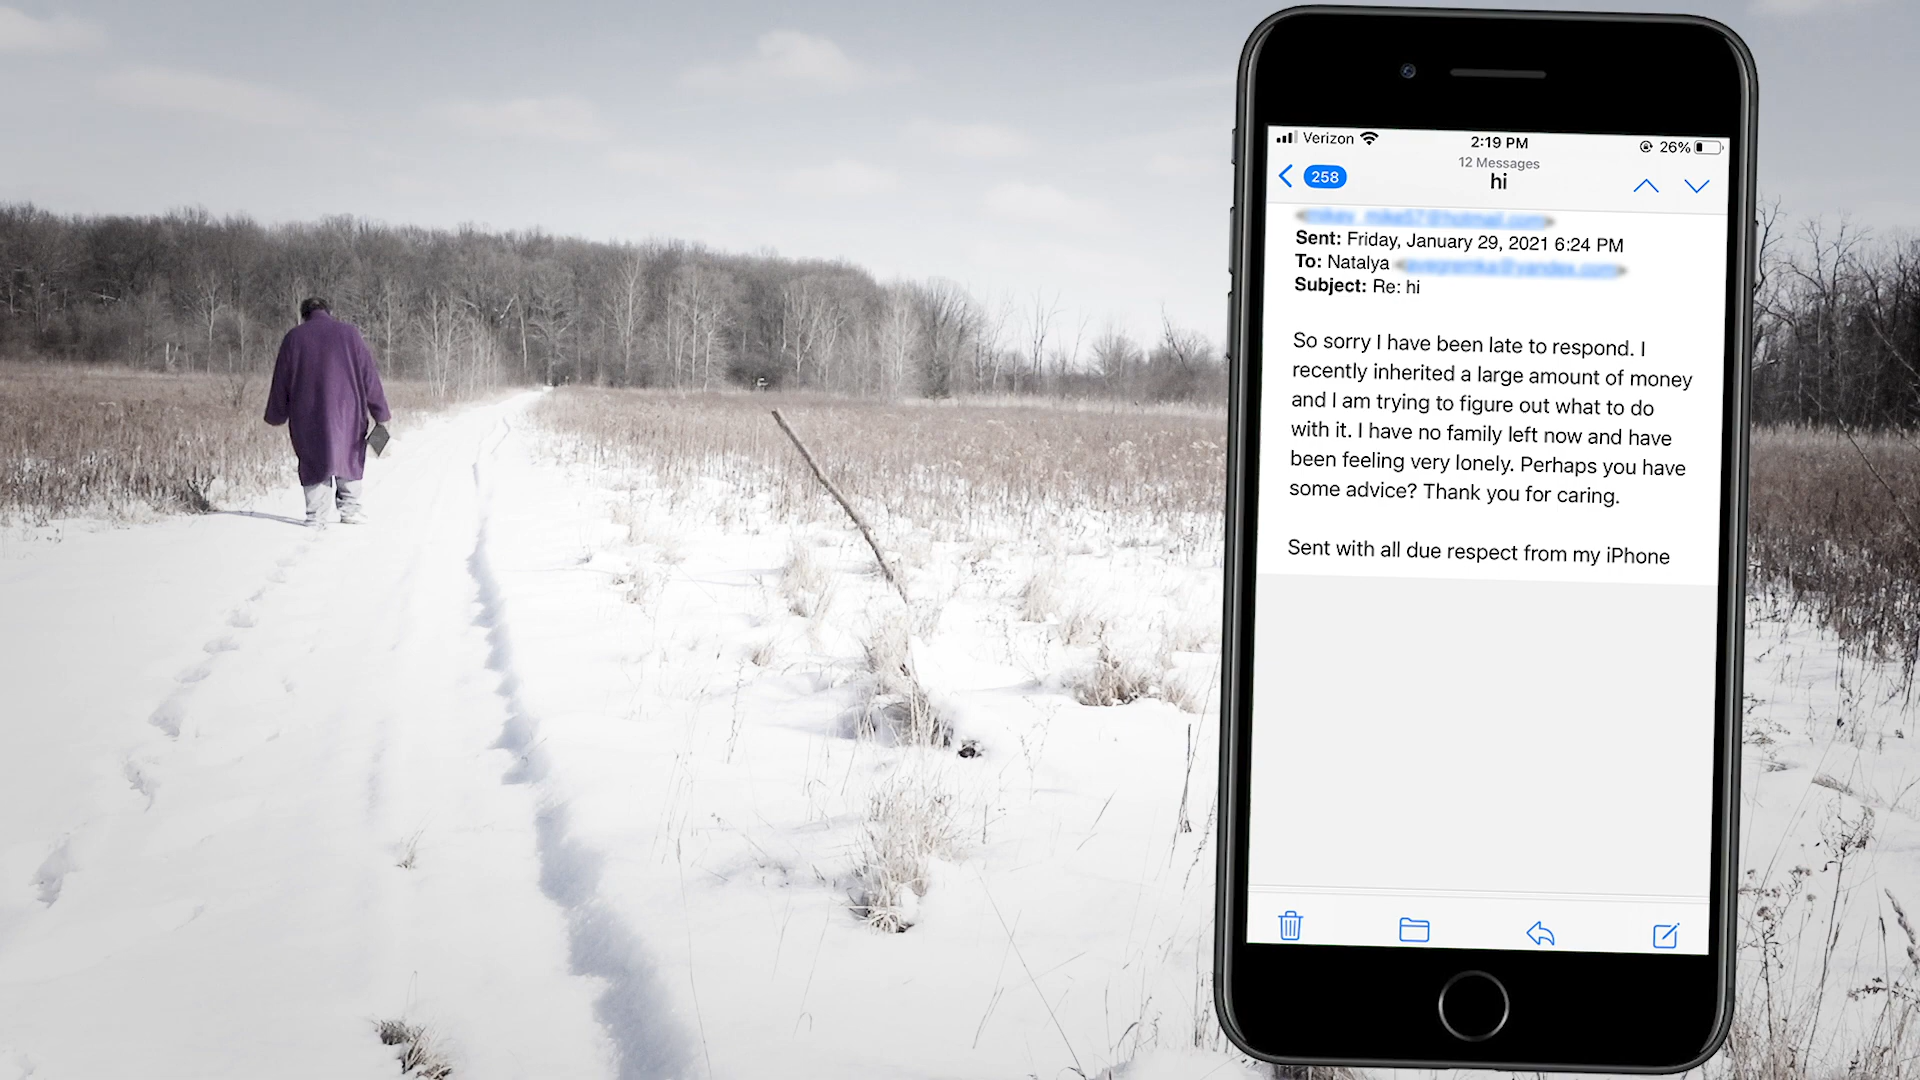 Verizon 2:19 PM 26%
12 Messages
258 hi
Sent: Friday, January 29, 2021 6:24 PM
To: Natalya
Subject: Re: hi
So sorry I have been late to respond. I
recently inherited a large amount of money
and I am trying to figure out what to do
with it. I have no family left now and have
been feeling very lonely. Perhaps you have
some advice? Thank you for caring.
Sent with all due respect from my iPhone